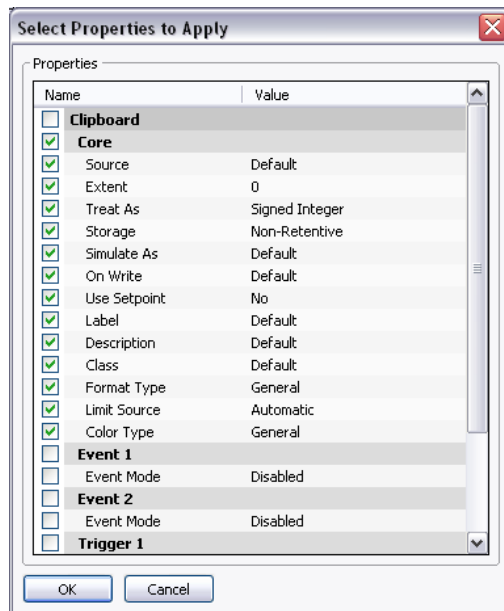 Select Properties to Apply
Properties
Name Value
Clipboard
Core
Source Default
Extent 0
Treat As Signed Integer
Storage Non-Retentive
Simulate As Default
On Write Default
Use Setpoint No
Label Default
Description Default
Class Default
Format Type General
Limit Source Automatic
Color Type General
Event 1
Event Mode Disabled
Event 2
Event Mode Disabled
Trigger 1
OK Cancel